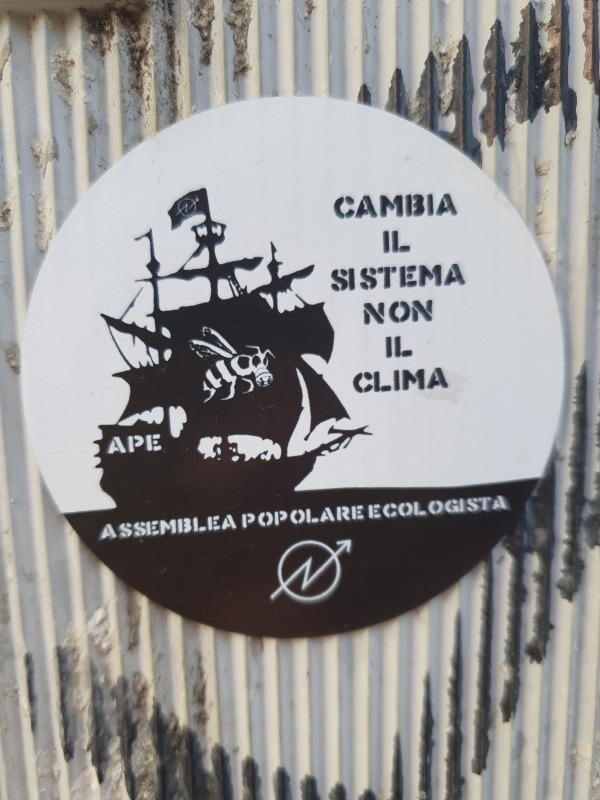 CAMBIA
IL
SISTEMA
NON
IL
CLIMA
APE
ASSEMBLEA POPOLARE ECOLOGISTA